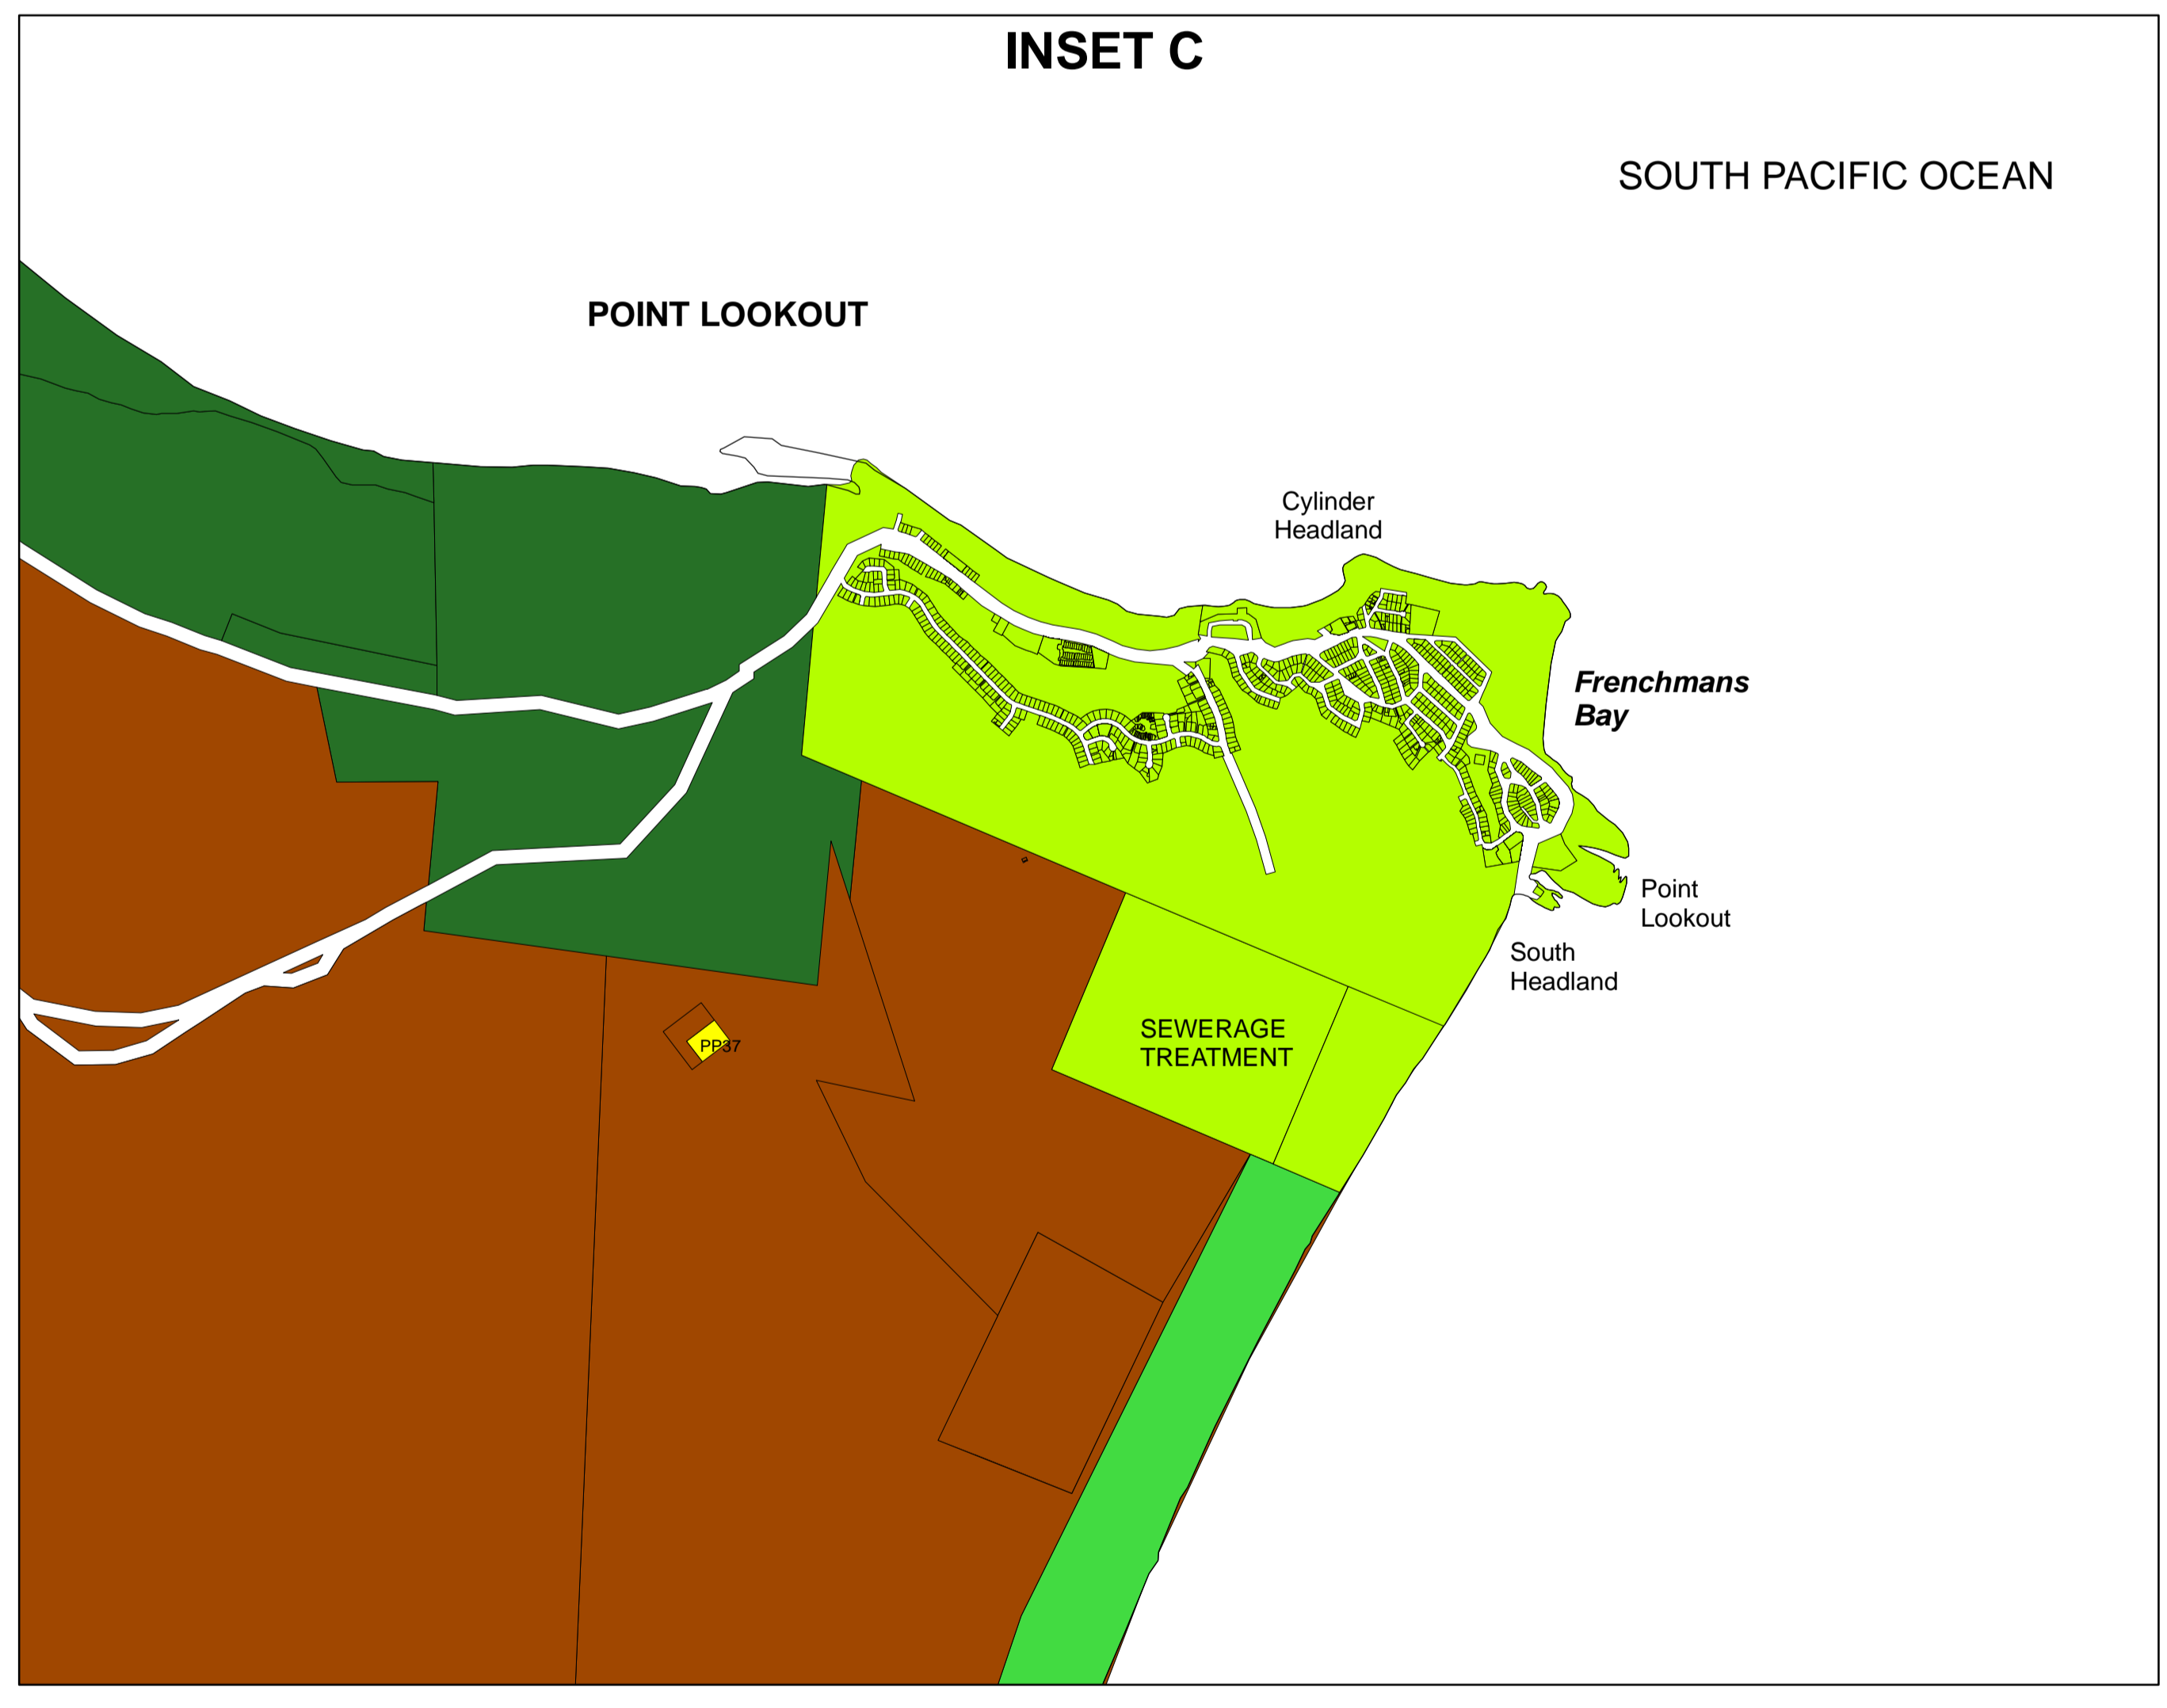 INSET C
SOUTH PACIFIC OCEAN
POINT LOOKOUT
Cylinder
Headland
Frenchmans
Bay
Point
Lookout
South
Headland
SEWERAGE
TREATMENT
PP37